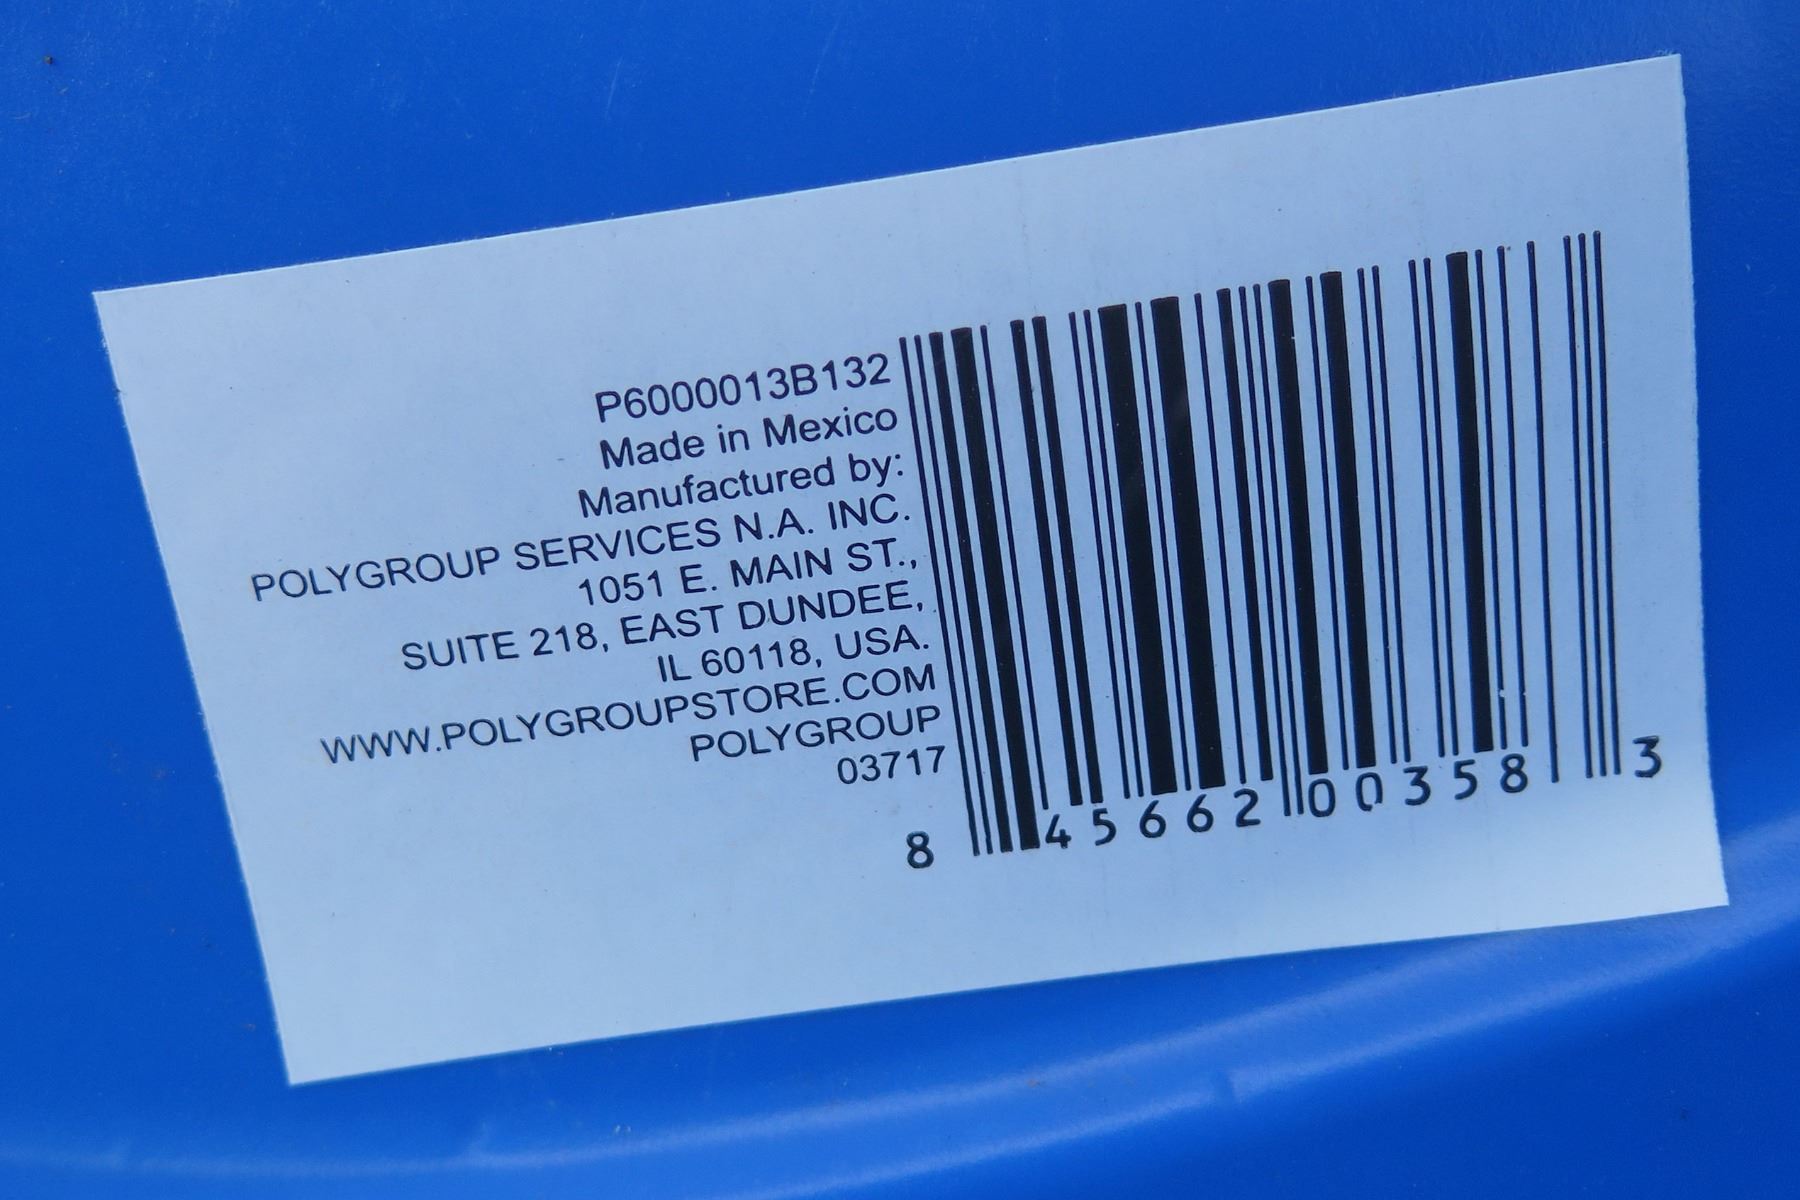 P6000013B132
Made in Mexico
Manufactured by:
POLYGROUP SERVICES N.A. INC.
1051 E. MAIN ST.,
SUITE 218, EAST DUNDEE,
IL 60118, USA.
WWW.POLYGROUPSTORE.COM
POLYGROUP
03717
8 45662 00358 3